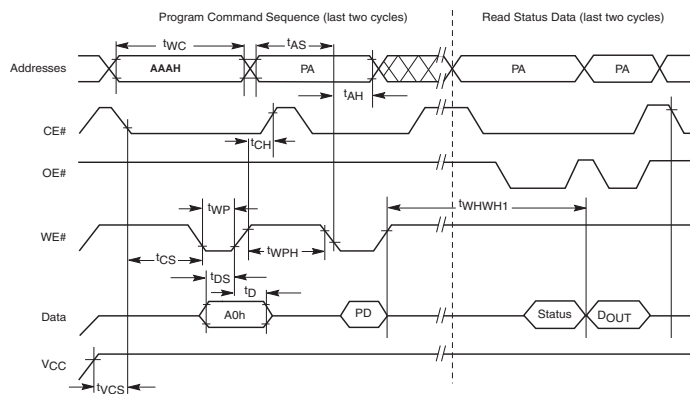 Program Command Sequence (last two cycles)
Read Status Data (last two cycles)
tWC
tAS
Addresses
AAAH
PA
PA
PA
tAH
CE#
tCH
OE#
tWHWH1
tWP
WE#
tWPH
tCS
tDS
tD
Data
A0h
PD
Status
DOUT
VCC
tVCS